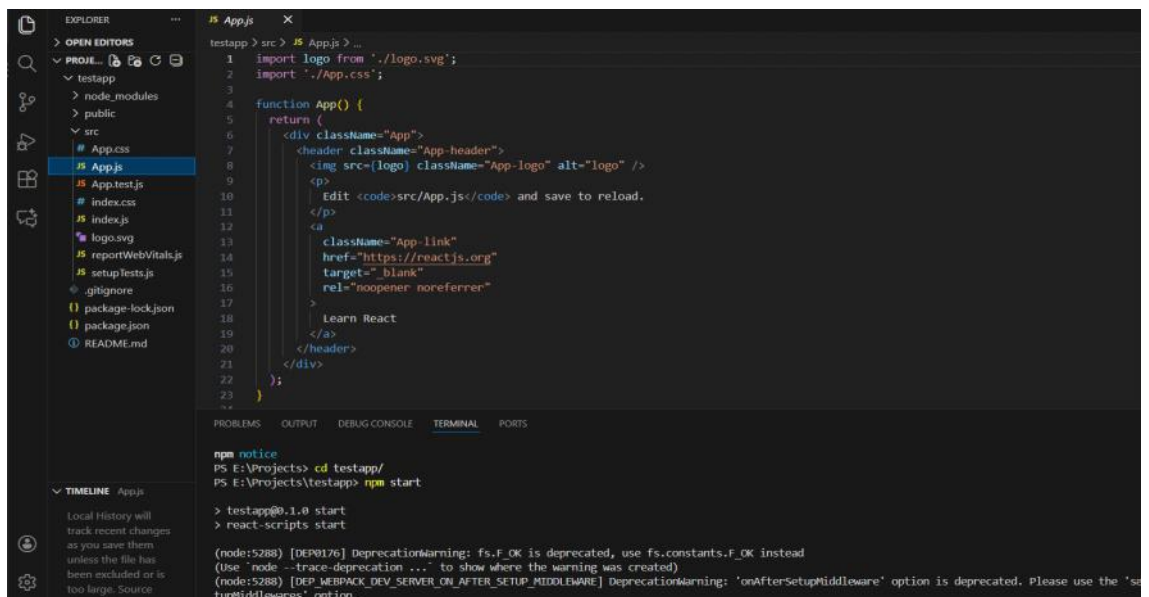 EXPLORER ···
OPEN EDITORS
PROJE...
testapp
node_modules
public
src
# App.css
JS App.js
JS App.test.js
# index.css
JS index.js
logo.svg
JS reportWebVitals.js
JS setupTests.js
.gitignore
{} package-lock.json
{} package.json
README.md
TIMELINE App.js
Local History will
track recent changes
as you save them
unless the file has
been excluded or is
too large. Source
JS App.js ×
testapp > src > JS App.js > ...
1 import logo from './logo.svg';
2 import './App.css';
3
4 function App() {
5 return (
6 <div className="App">
7 <header className="App-header">
8 <img src={logo} className="App-logo" alt="logo" />
9 <p>
10 Edit <code>src/App.js</code> and save to reload.
11 </p>
12 <a
13 className="App-link"
14 href="https://reactjs.org"
15 target="_blank"
16 rel="noopener noreferrer"
17 >
18 Learn React
19 </a>
20 </header>
21 </div>
22 );
23 }
PROBLEMS OUTPUT DEBUG CONSOLE TERMINAL PORTS
npm notice
PS E:\Projects> cd testapp/
PS E:\Projects\testapp> npm start
> testapp@0.1.0 start
> react-scripts start
(node:5288) [DEP0176] DeprecationWarning: fs.F_OK is deprecated, use fs.constants.F_OK instead
(Use `node --trace-deprecation ...` to show where the warning was created)
(node:5288) [DEP_WEBPACK_DEV_SERVER_ON_AFTER_SETUP_MIDDLEWARE] DeprecationWarning: 'onAfterSetupMiddleware' option is deprecated. Please use the
tupMiddlewares' option.